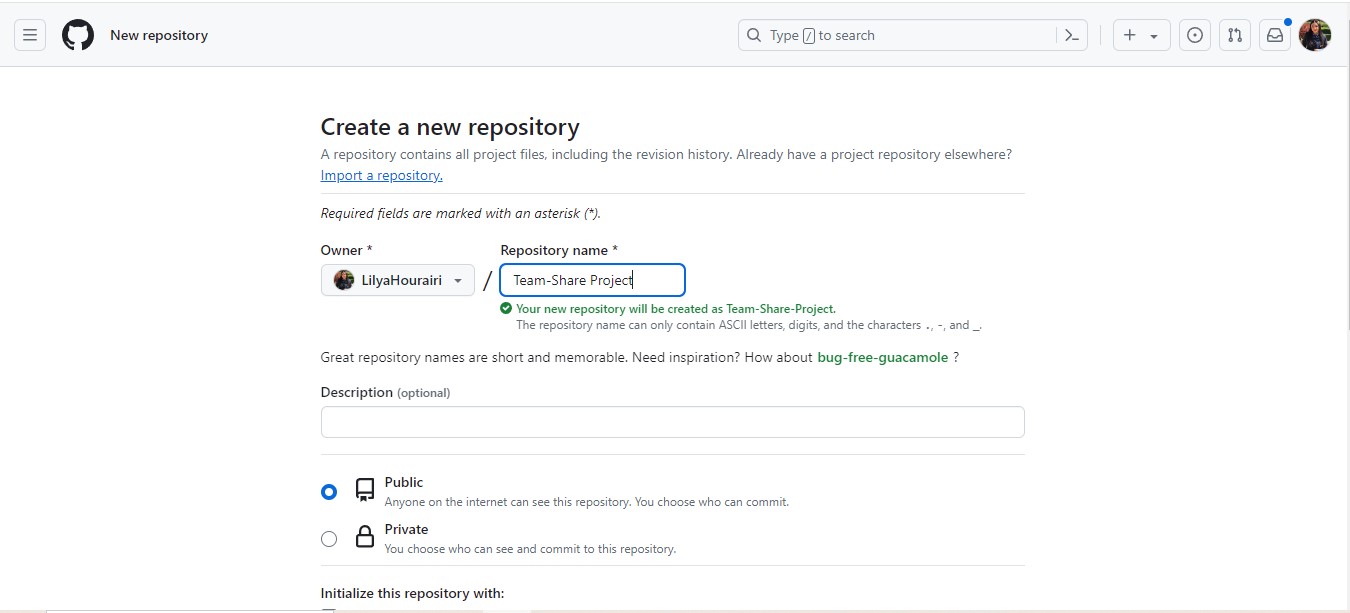 New repository
Type / to search
Create a new repository
A repository contains all project files, including the revision history. Already have a project repository elsewhere?
Import a repository.
Required fields are marked with an asterisk (*).
Owner *
Repository name *
LilyaHourairi / Team-Share Project
Your new repository will be created as Team-Share-Project.
The repository name can only contain ASCII letters, digits, and the characters ., -, and _.
Great repository names are short and memorable. Need inspiration? How about bug-free-guacamole ?
Description (optional)
Public
Anyone on the internet can see this repository. You choose who can commit.
Private
You choose who can see and commit to this repository.
Initialize this repository with: